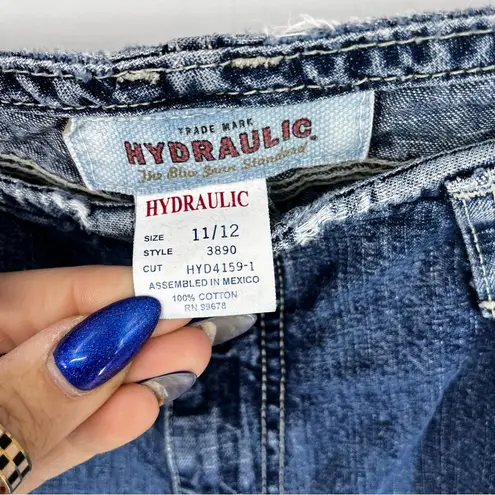 TRADE MARK
HYDRAULIC
The Blue Jean Standard
HYDRAULIC
SIZE 11/12
STYLE 3890
CUT HYD4159-1
ASSEMBLED IN MEXICO
100% COTTON
RN 99678